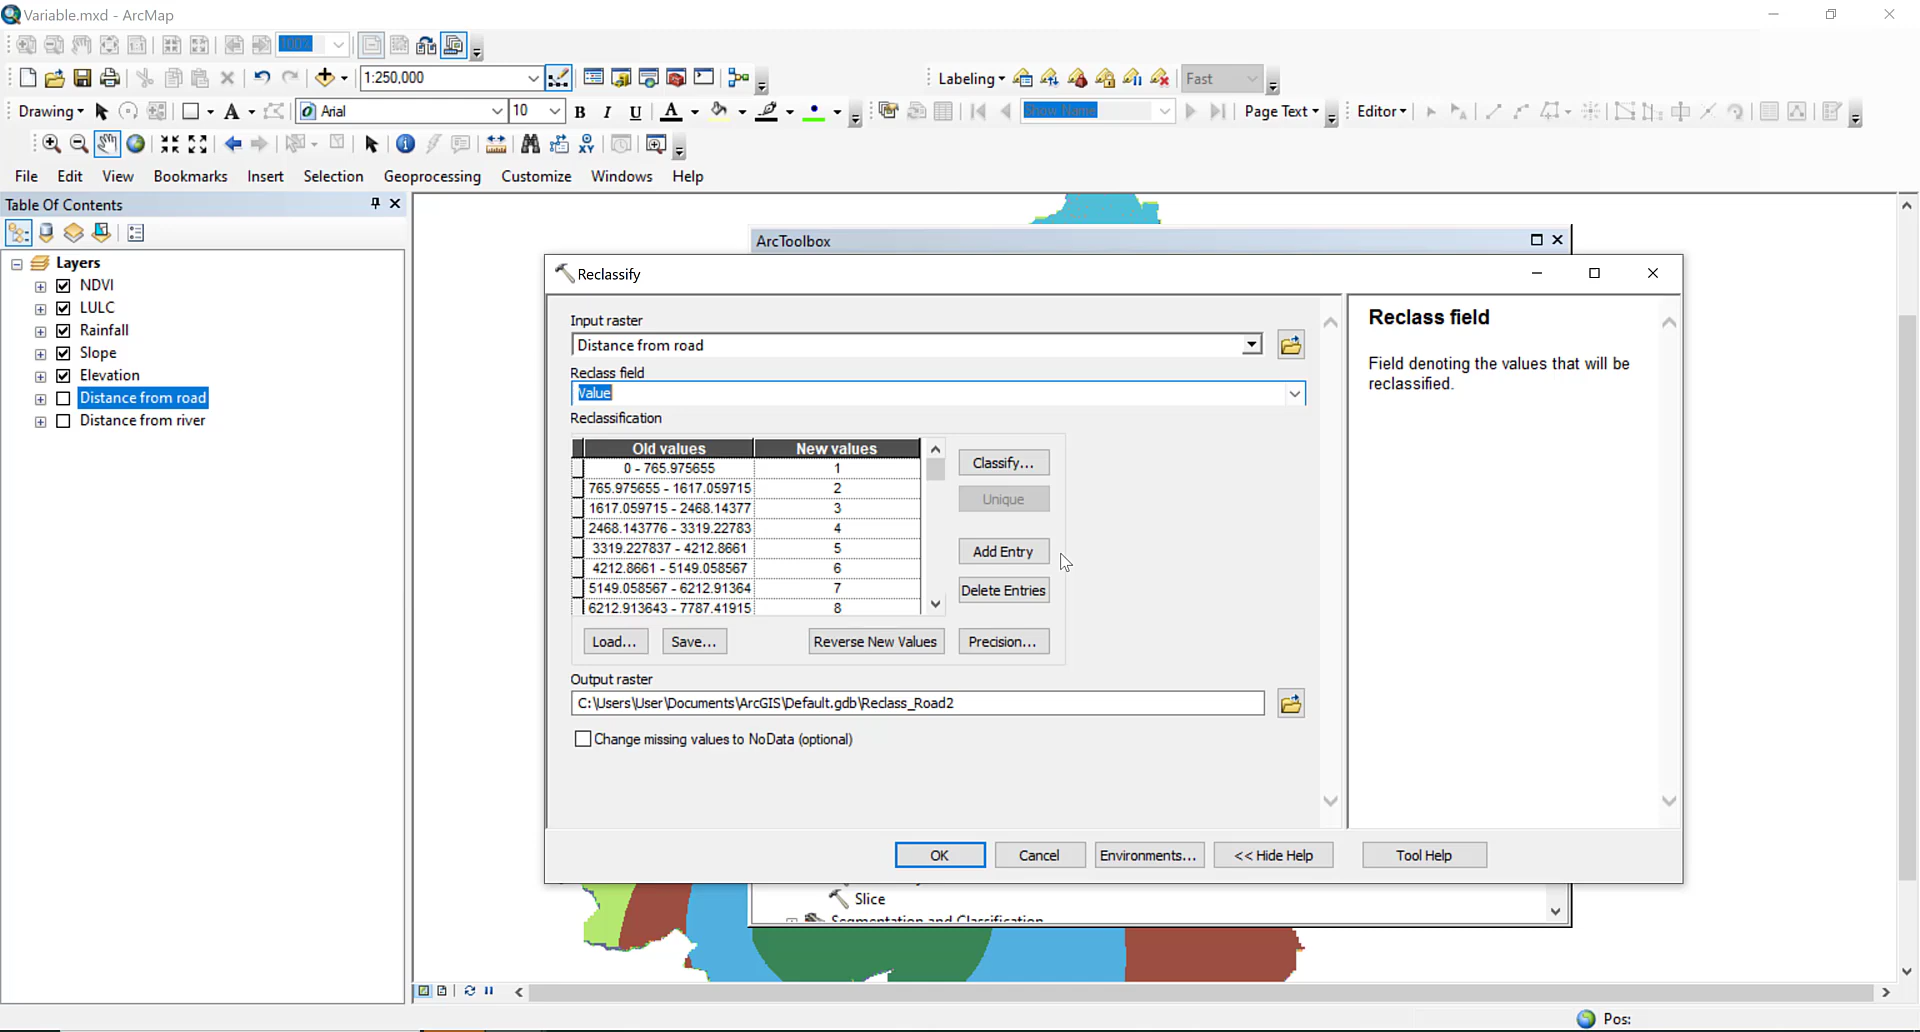 Variable.mxd - ArcMap
100%
1:250,000
Labeling
Fast
Drawing
A
Arial
10
B I U
A
Show Name
Page Text
Editor
XY
File Edit View Bookmarks Insert Selection Geoprocessing Customize Windows Help
Table Of Contents
Layers
NDVI
LULC
Rainfall
Slope
Elevation
Distance from road
Distance from river
ArcToolbox
Reclassify
Input raster
Distance from road
Reclass field
Value
Reclassification
Old values New values
0 - 765.975655 1
765.975655 - 1617.059715 2
1617.059715 - 2468.14377 3
2468.143776 - 3319.22783 4
3319.227837 - 4212.8661 5
4212.8661 - 5149.058567 6
5149.058567 - 6212.91364 7
6212.913643 - 7787.41915 8
Classify...
Unique
Add Entry
Delete Entries
Load... Save... Reverse New Values Precision...
Output raster
C:\Users\User\Documents\ArcGIS\Default.gdb\Reclass_Road2
Change missing values to NoData (optional)
OK Cancel Environments... << Hide Help Tool Help
Reclass field
Field denoting the values that will be
reclassified.
Slice
Segmentation and Classification
Pos: